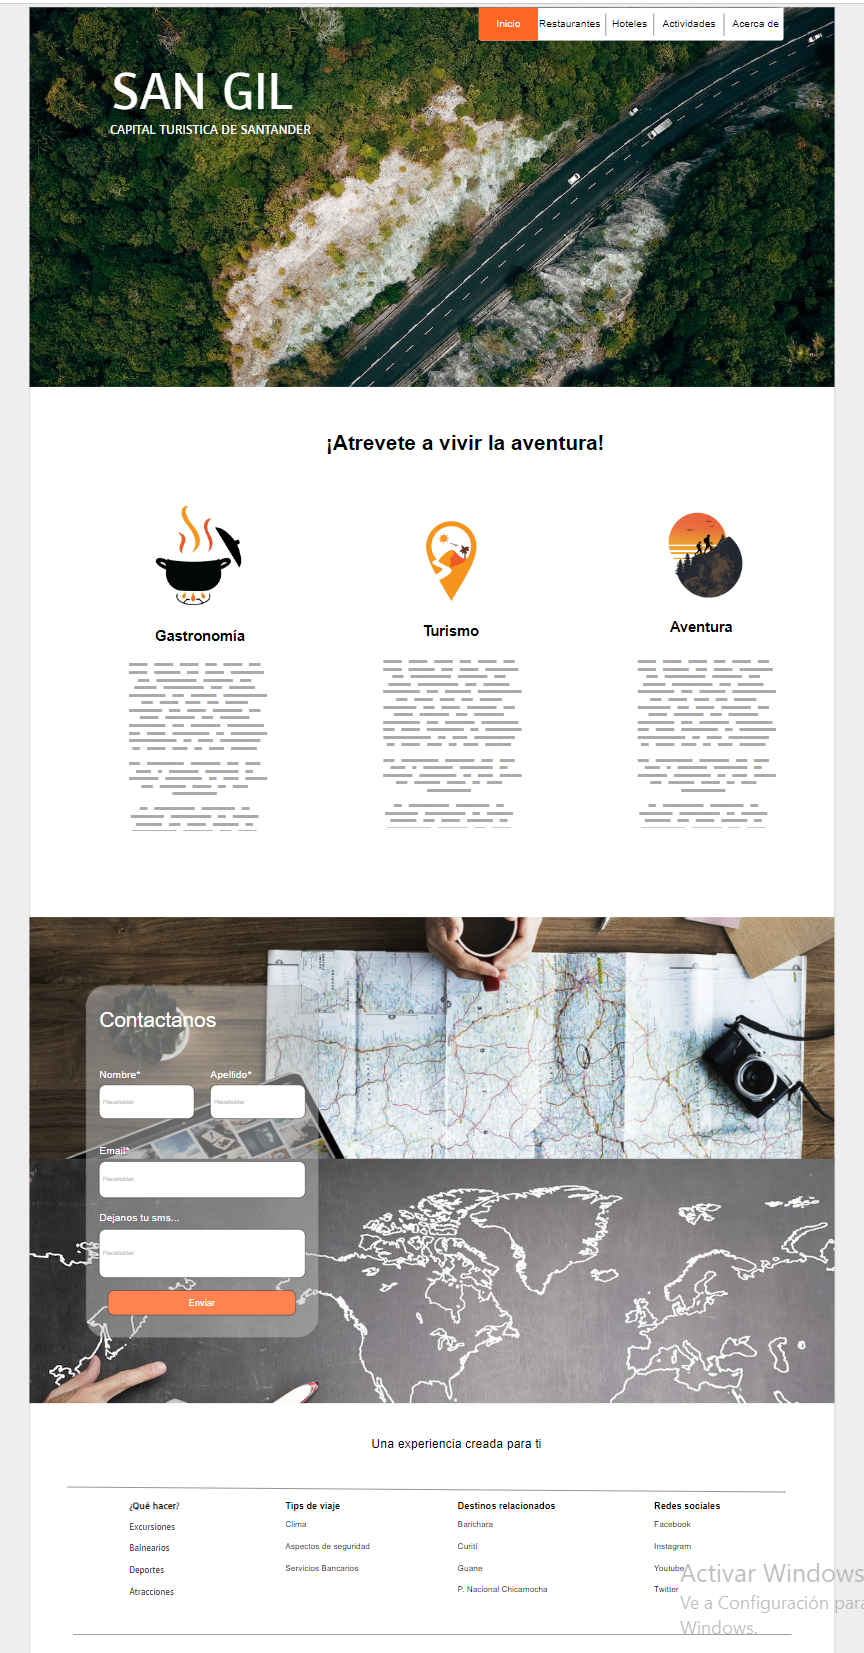 Inicio Restaurantes Hoteles Actividades Acerca de
SAN GIL
CAPITAL TURISTICA DE SANTANDER
¡Atrevete a vivir la aventura!
Gastronomía Turismo Aventura
Contactanos
Nombre* Apellido*
Placeholder Placeholder
Email*
Placeholder
Dejanos tu sms...
Placeholder
Enviar
Una experiencia creada para ti
¿Qué hacer? Tips de viaje Destinos relacionados Redes sociales
Excursiones Clima Barichara Facebook
Balnearios Aspectos de seguridad Curití Instagram
Deportes Servicios Bancarios Guane Youtube
Atracciones P. Nacional Chicamocha Twitter
Activar Windows
Ve a Configuración para
Windows.